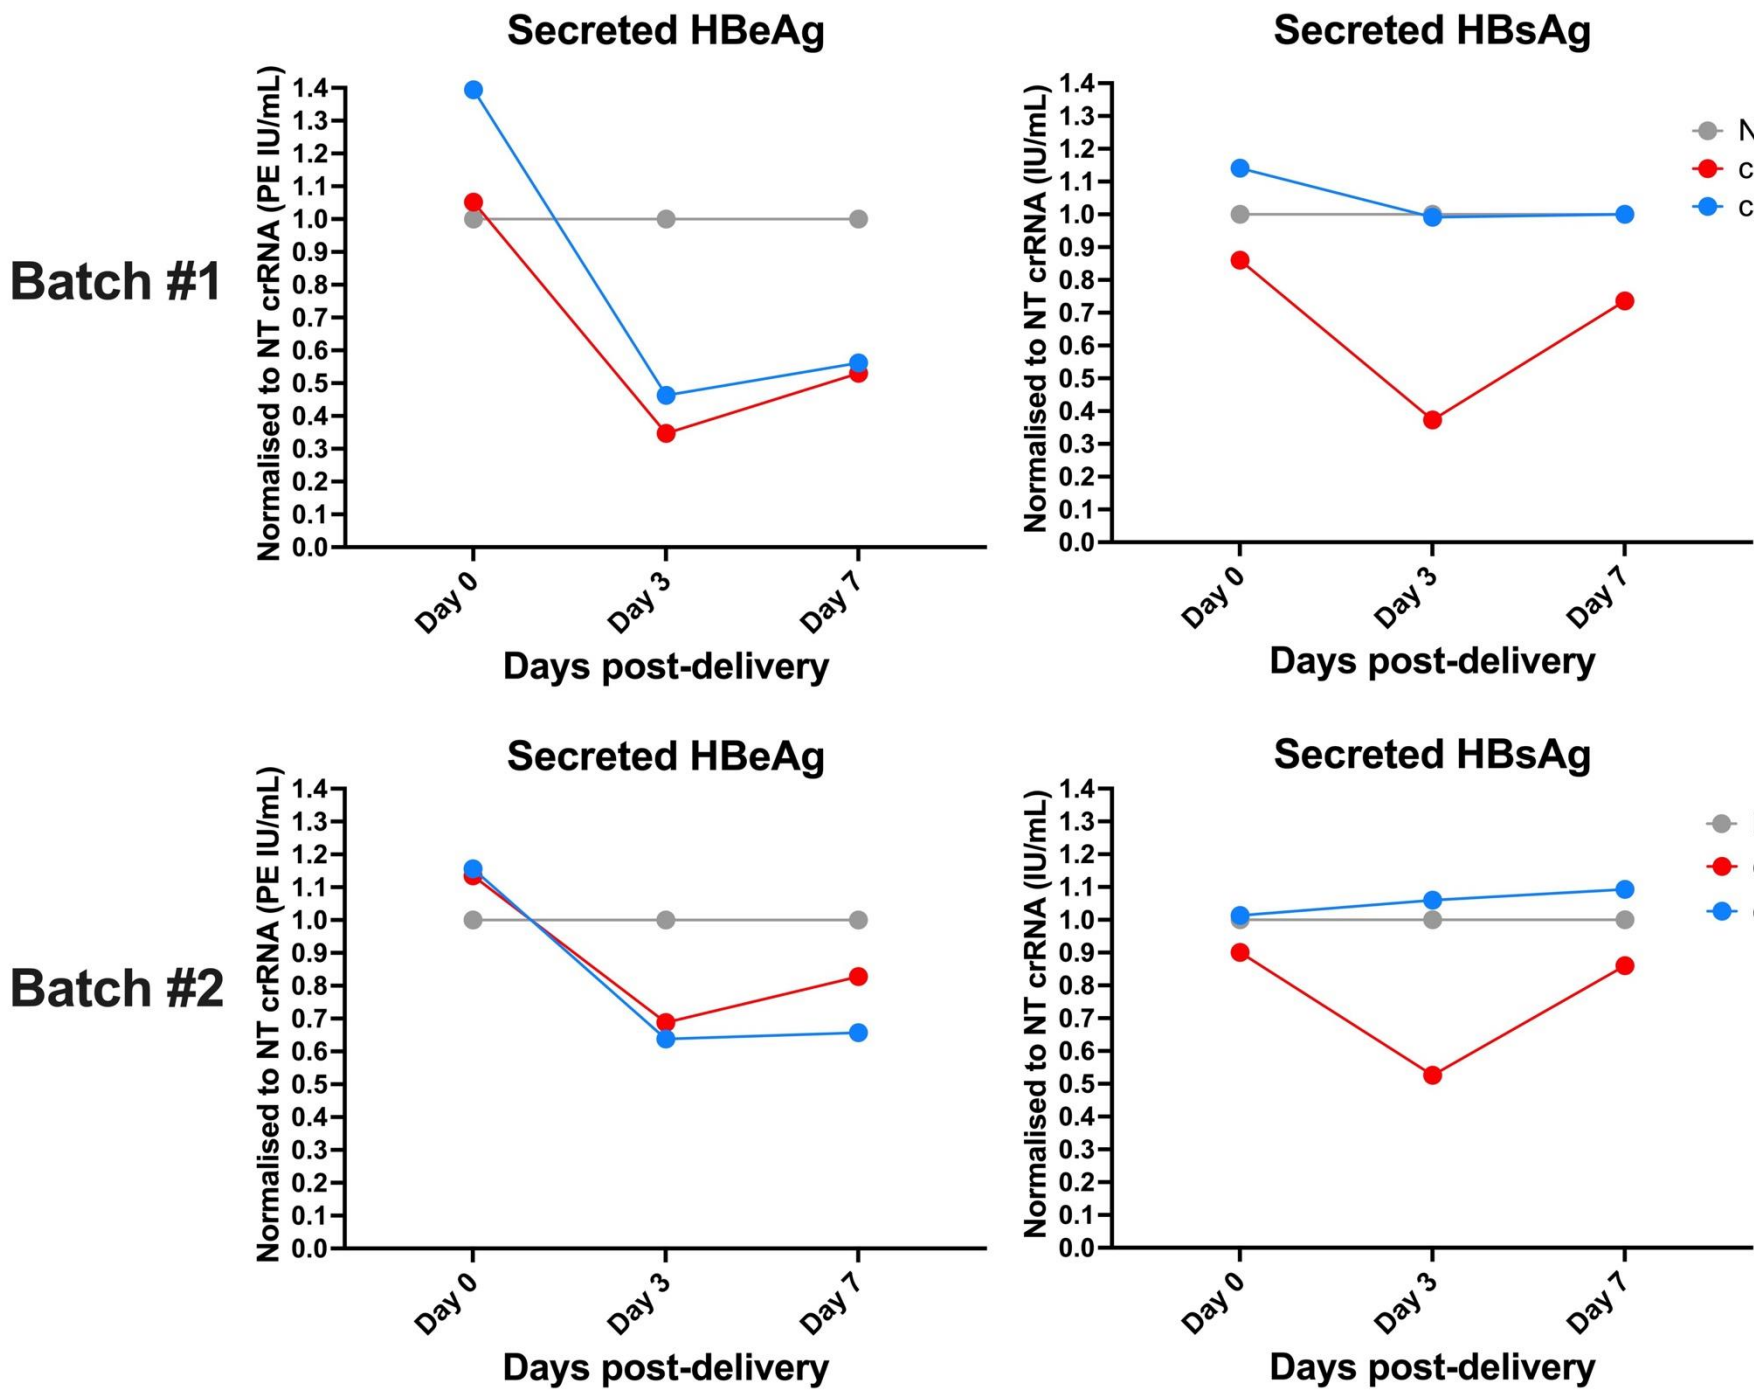 Secreted HBeAg
Secreted HBsAg
Batch #1
Normalised to NT crRNA (PE IU/mL)
1.4
1.3
1.2
1.1
1.0
0.9
0.8
0.7
0.6
0.5
0.4
0.3
0.2
0.1
0.0
Day 0
Day 3
Day 7
Days post-delivery
Normalised to NT crRNA (IU/mL)
1.4
1.3
1.2
1.1
1.0
0.9
0.8
0.7
0.6
0.5
0.4
0.3
0.2
0.1
0.0
Day 0
Day 3
Day 7
Days post-delivery
N
c
c
Secreted HBeAg
Secreted HBsAg
Batch #2
Normalised to NT crRNA (PE IU/mL)
1.4
1.3
1.2
1.1
1.0
0.9
0.8
0.7
0.6
0.5
0.4
0.3
0.2
0.1
0.0
Day 0
Day 3
Day 7
Days post-delivery
Normalised to NT crRNA (IU/mL)
1.4
1.3
1.2
1.1
1.0
0.9
0.8
0.7
0.6
0.5
0.4
0.3
0.2
0.1
0.0
Day 0
Day 3
Day 7
Days post-delivery